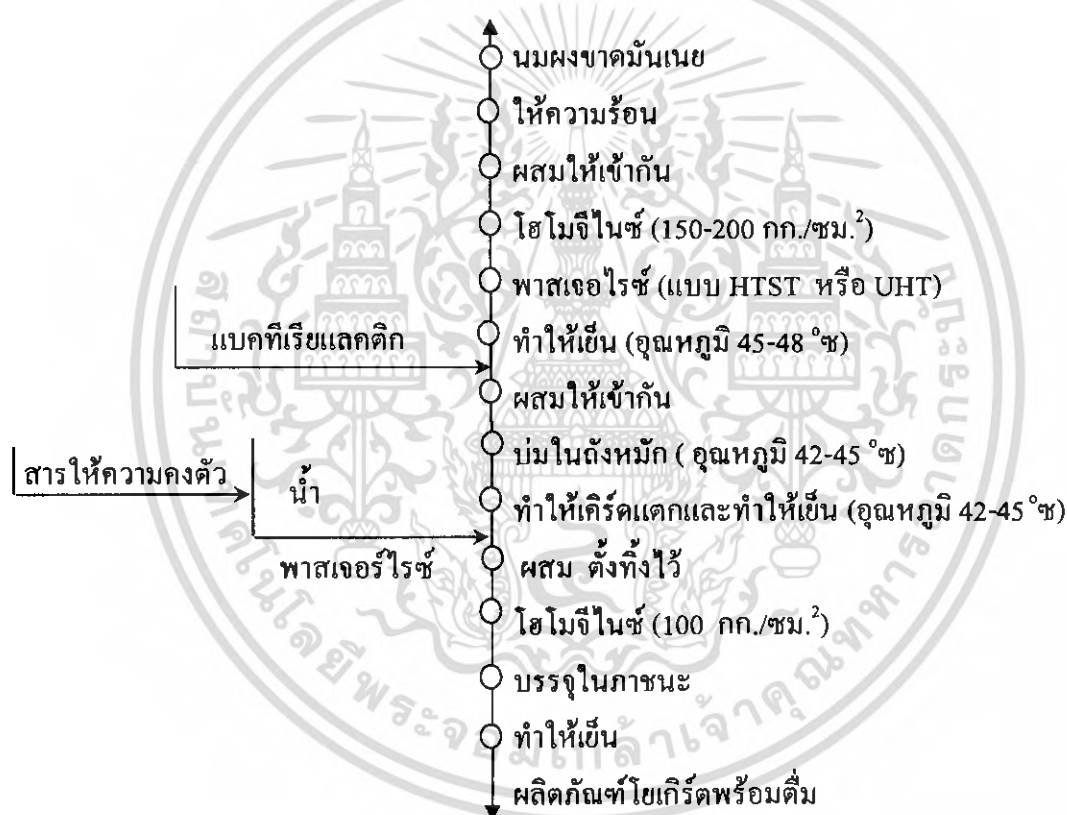 นมผงขาดมันเนย
ให้ความร้อน
ผสมให้เข้ากัน
โฮโมจีไนซ์ (150-200 กก./ซม.²)
พาสเจอไรซ์ (แบบ HTST หรือ UHT)
ทำให้เย็น (อุณหภูมิ 45-48 °ซ)
แบคทีเรียแลคติก
ผสมให้เข้ากัน
บ่มในถังหมัก ( อุณหภูมิ 42-45 °ซ)
สารให้ความคงตัว
น้ำ
ทำให้เคิร์ดแตกและทำให้เย็น (อุณหภูมิ 42-45 °ซ)
พาสเจอร์ไรซ์
ผสม ตั้งทิ้งไว้
โฮโมจีไนซ์ (100 กก./ซม.²)
บรรจุในภาชนะ
ทำให้เย็น
ผลิตภัณฑ์โยเกิร์ตพร้อมดื่ม